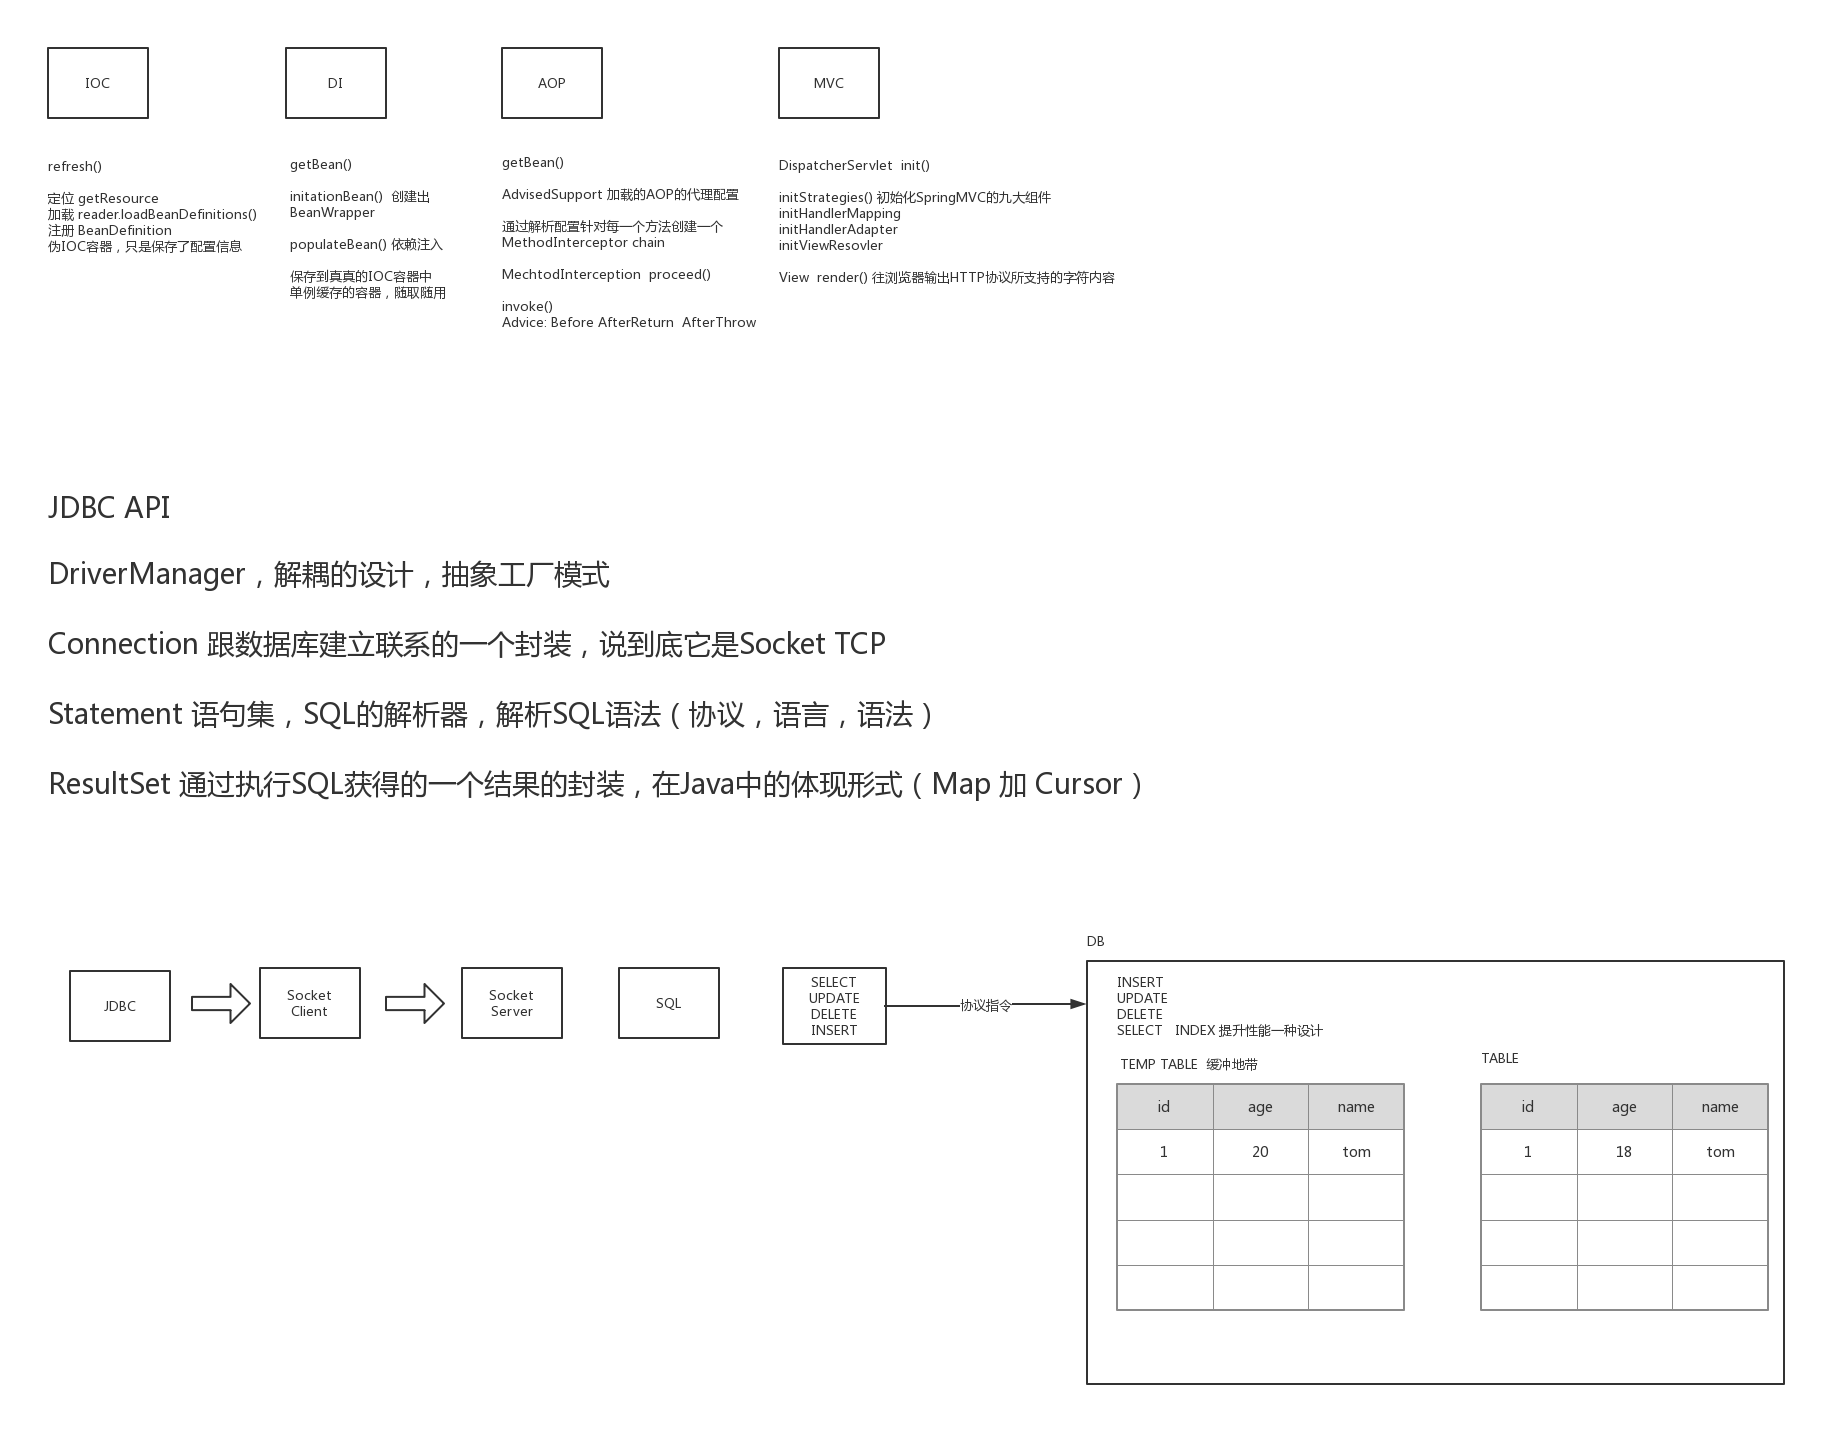 IOC
refresh()
定位 getResource
加载 reader.loadBeanDefinitions()
注册 BeanDefinition
伪IOC容器，只是保存了配置信息
DI
getBean()
initationBean()  创建出
BeanWrapper
populateBean() 依赖注入
保存到真真的IOC容器中
单例缓存的容器，随取随用
AOP
getBean()
AdvisedSupport 加载的AOP的代理配置
通过解析配置针对每一个方法创建一个
MethodInterceptor chain
MechtodInterception  proceed()
invoke()
Advice: Before AfterReturn  AfterThrow
MVC
DispatcherServlet  init()
initStrategies() 初始化SpringMVC的九大组件
initHandlerMapping
initHandlerAdapter
initViewResovler
View  render() 往浏览器输出HTTP协议所支持的字符内容
JDBC API
DriverManager，解耦的设计，抽象工厂模式
Connection 跟数据库建立联系的一个封装，说到底它是Socket TCP
Statement 语句集，SQL的解析器，解析SQL语法（协议，语言，语法）
ResultSet 通过执行SQL获得的一个结果的封装，在Java中的体现形式（Map 加 Cursor）
JDBC
Socket
Client
Socket
Server
SQL
SELECT
UPDATE
DELETE
INSERT
协议指令
DB
INSERT
UPDATE
DELETE
SELECT   INDEX 提升性能一种设计
TEMP TABLE  缓冲地带
id age name
1 20 tom
TABLE
id age name
1 18 tom